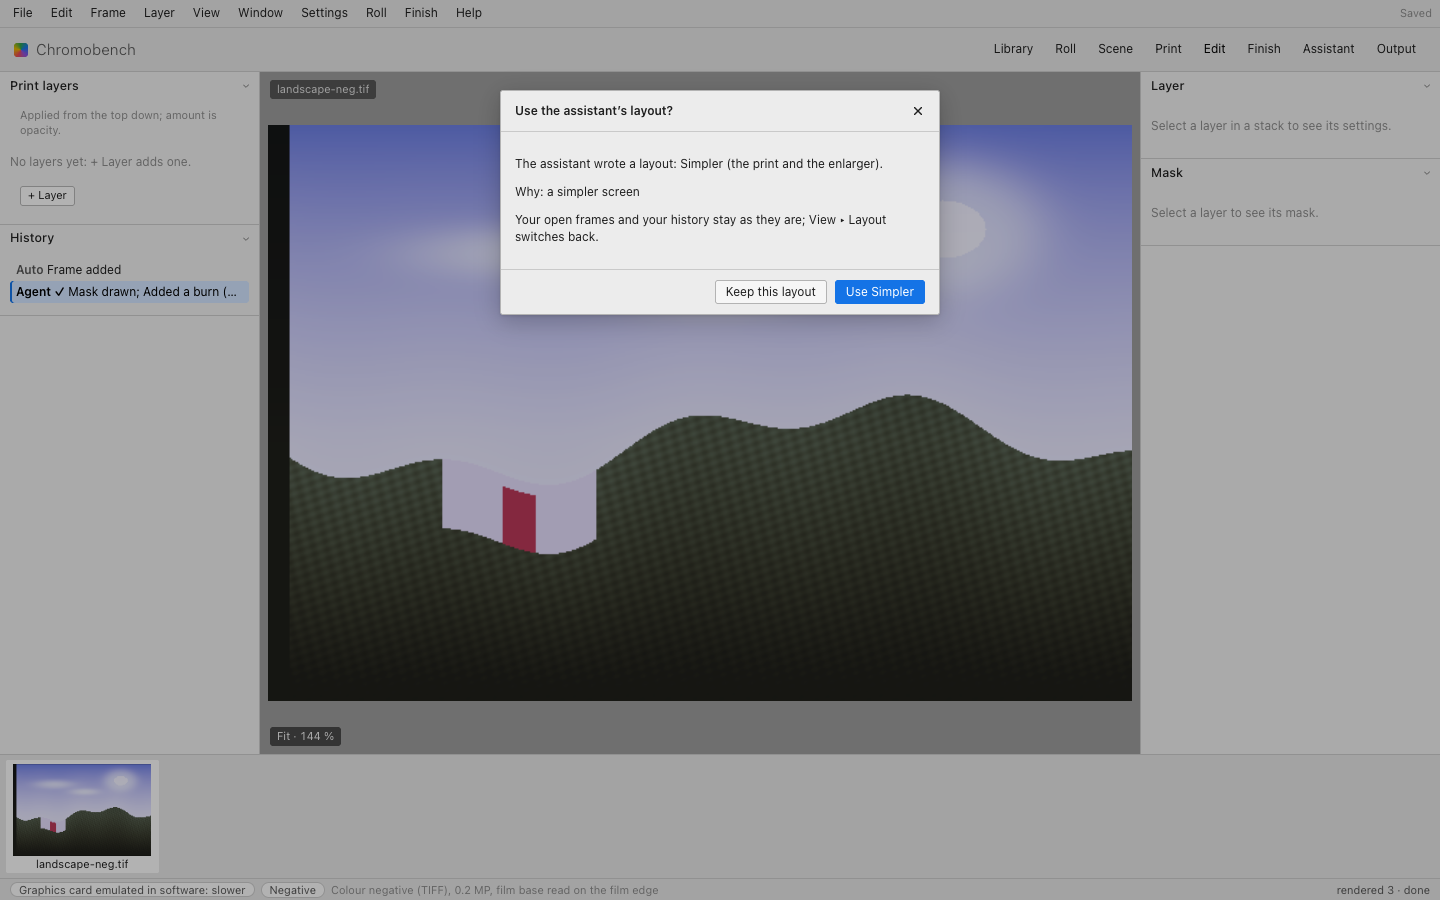 File Edit Frame Layer View Window Settings Roll Finish Help
Saved
Chromobench
Library Roll Scene Print Edit Finish Assistant Output
Print layers
Applied from the top down; amount is
opacity.
No layers yet: + Layer adds one.
+ Layer
History
Auto Frame added
Agent ✓ Mask drawn; Added a burn (…
landscape-neg.tif
Use the assistant’s layout?
The assistant wrote a layout: Simpler (the print and the enlarger).
Why: a simpler screen
Your open frames and your history stay as they are; View ‣ Layout
switches back.
Keep this layout
Use Simpler
Fit · 144 %
Layer
Select a layer in a stack to see its settings.
Mask
Select a layer to see its mask.
landscape-neg.tif
Graphics card emulated in software: slower
Negative
Colour negative (TIFF), 0.2 MP, film base read on the film edge
rendered 3 · done